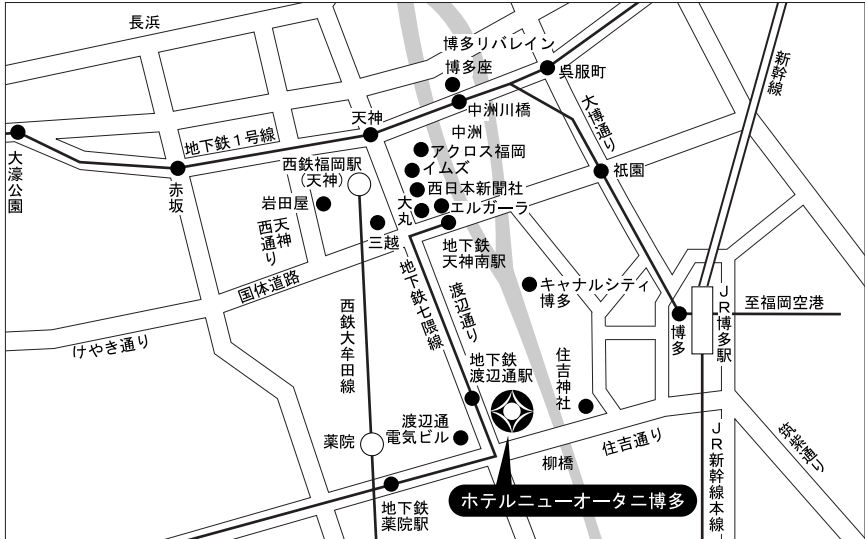 長浜
博多リバレイン
博多座
呉服町
新幹線
中洲川橋
大博通り
天神
地下鉄1号線
中洲
大濠公園
赤坂
アクロス福岡
祇園
西鉄福岡駅
(天神)
イムズ
西日本新聞社
岩田屋
大丸
エルガーラ
天神
西通り
三越
地下鉄
天神南駅
国体道路
地下鉄七隈線
渡辺通り
キャナルシティ
博多
JR博多駅
至福岡空港
けやき通り
西鉄大牟田線
博多
地下鉄
渡辺通駅
住吉神社
薬院
渡辺通
電気ビル
住吉通り
筑紫通り
柳橋
JR新幹線本線
ホテルニューオータニ博多
地下鉄
薬院駅